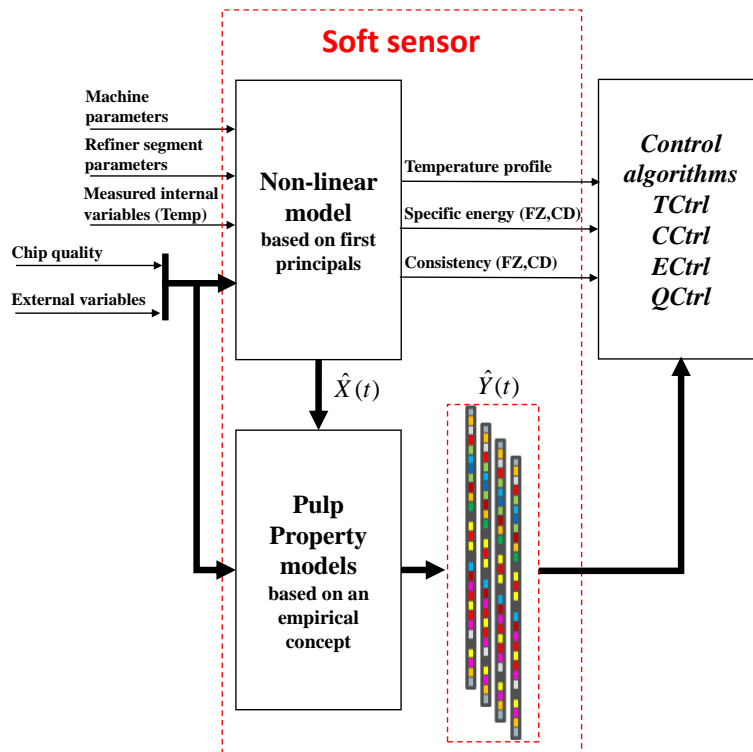 Soft sensor
Machine
parameters
Refiner segment
parameters
Measured internal
variables (Temp)
Chip quality
External variables
Non-linear
model
based on first
principals
Temperature profile
Specific energy (FZ,CD)
Consistency (FZ,CD)
Control
algorithms
TCtrl
CCtrl
ECtrl
QCtrl
X̂(t)
Ŷ(t)
Pulp
Property
models
based on an
empirical
concept